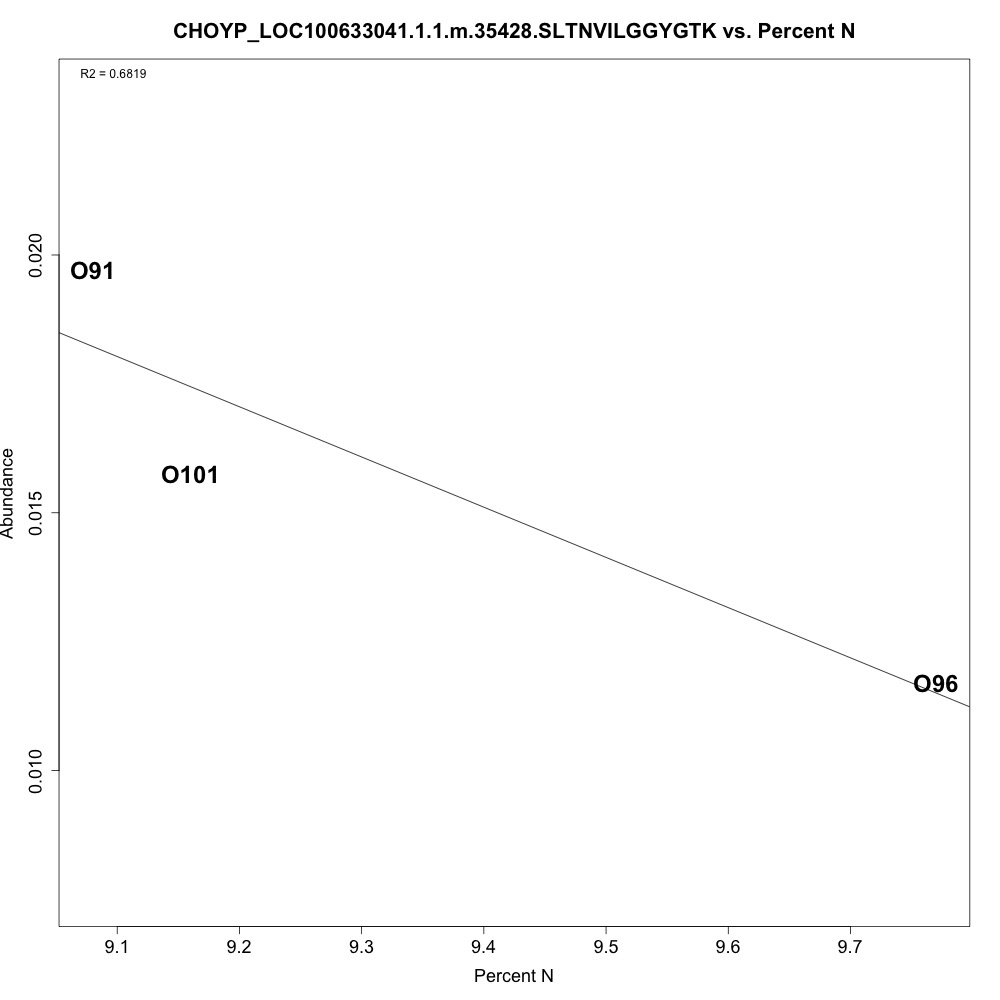 CHOYP_LOC100633041.1.1.m.35428.SLTNVILGGYGTK vs. Percent N
R2 = 0.6819
0.020
O91
O101
Abundance
0.015
O96
0.010
9.1 9.2 9.3 9.4 9.5 9.6 9.7
Percent N